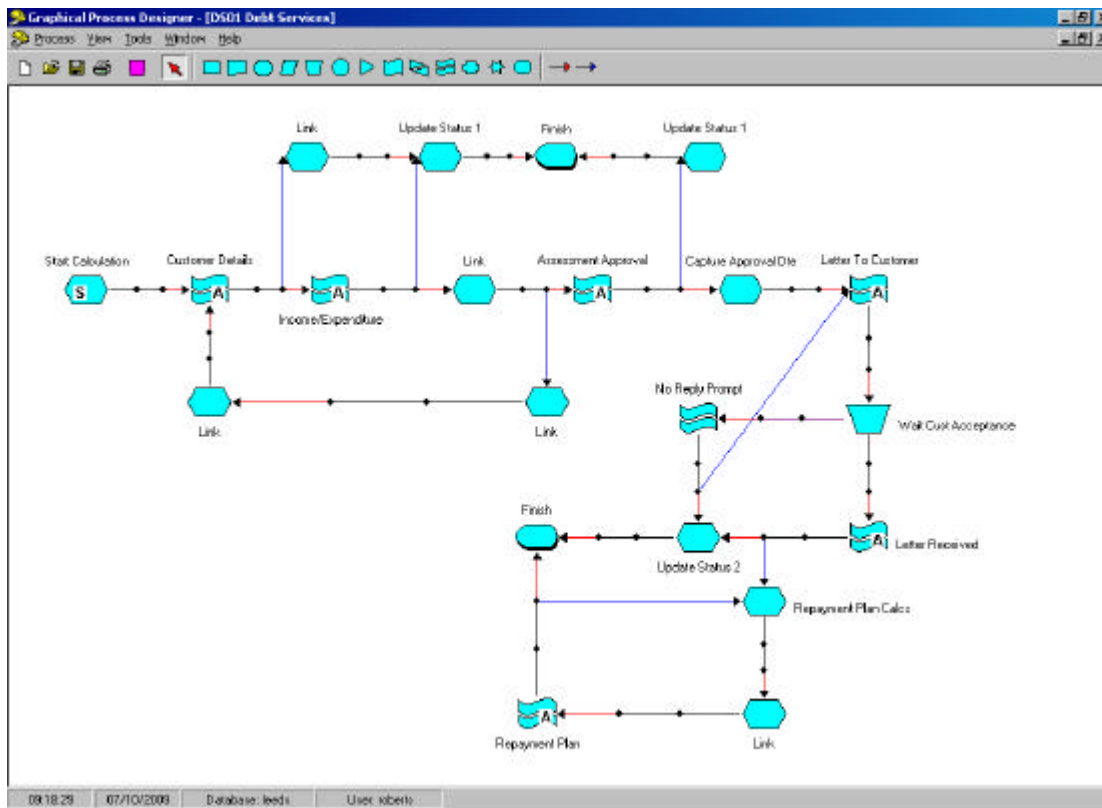 Graphical Process Designer - [DS01 Debt Services]
Process View Tools Window Help
Link
Update Status 1
Finish
Update Status 1
Start Calculation
Customer Details
Link
Assessment Approval
Capture Approval Dte
Letter To Customer
S
A
A
A
A
Income/Expenditure
No Reply Prompt
Link
Link
Wait Cust Acceptance
Finish
A
Letter Received
Update Status 2
Repayment Plan Calcs
A
Repayment Plan
Link
09:18:29 07/10/2009 Database: leeds User: roberts